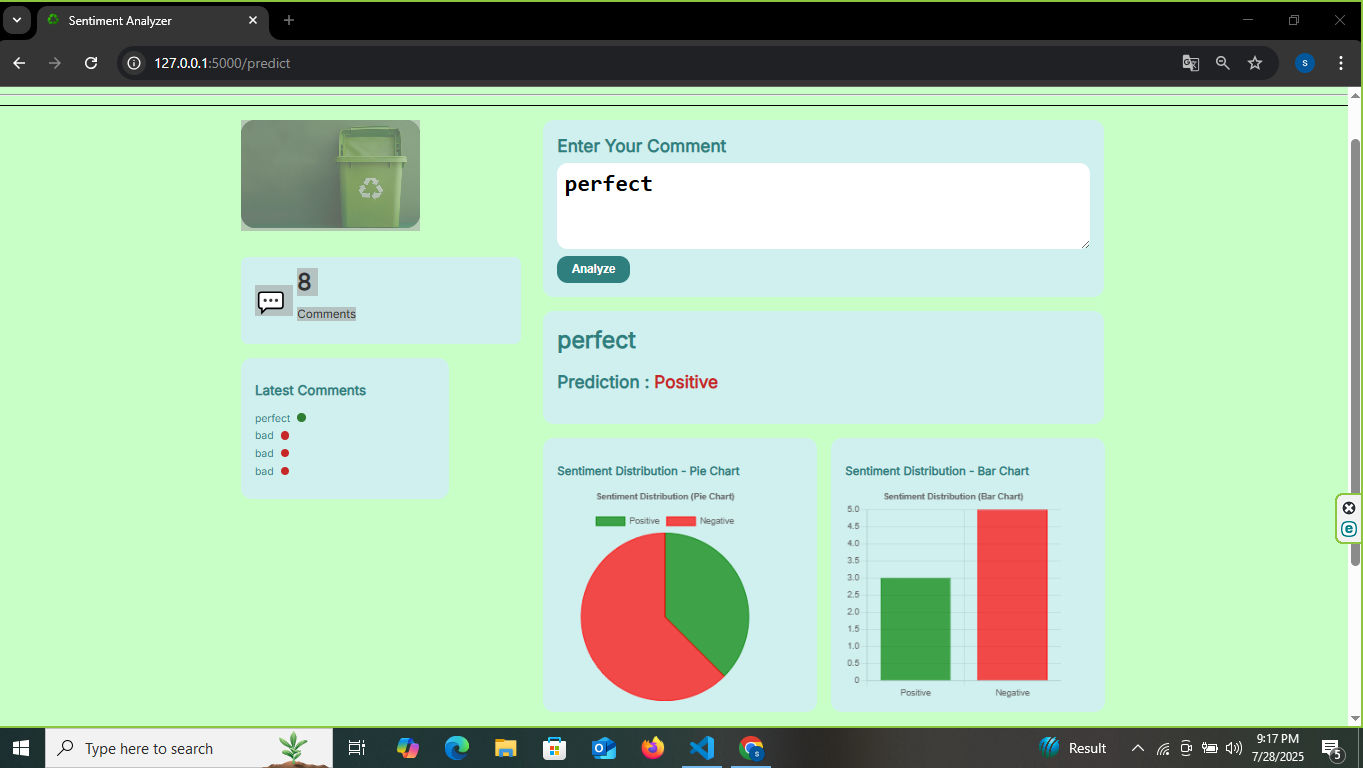 Sentiment Analyzer
127.0.0.1:5000/predict
s
8
Comments
Latest Comments
perfect
bad
bad
bad
Enter Your Comment
perfect
Analyze
perfect
Prediction : Positive
Sentiment Distribution - Pie Chart
Sentiment Distribution (Pie Chart)
Positive Negative
Sentiment Distribution - Bar Chart
Sentiment Distribution (Bar Chart)
5.0
4.5
4.0
3.5
3.0
2.5
2.0
1.5
1.0
0.5
0
Positive Negative
e
Type here to search
s
Result
9:17 PM
7/28/2025
5